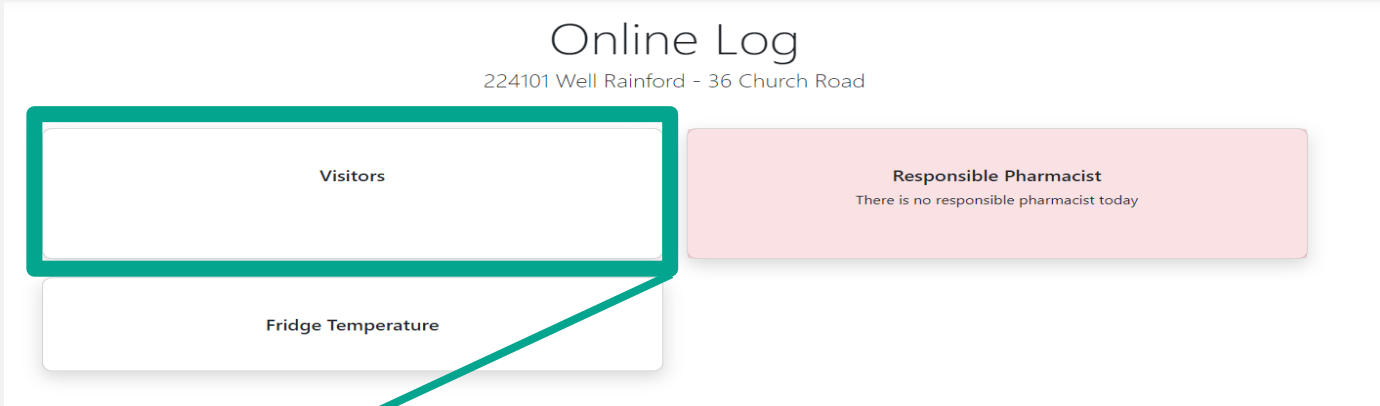 Online Log
224101 Well Rainford - 36 Church Road
Visitors
Responsible Pharmacist
There is no responsible pharmacist today
Fridge Temperature